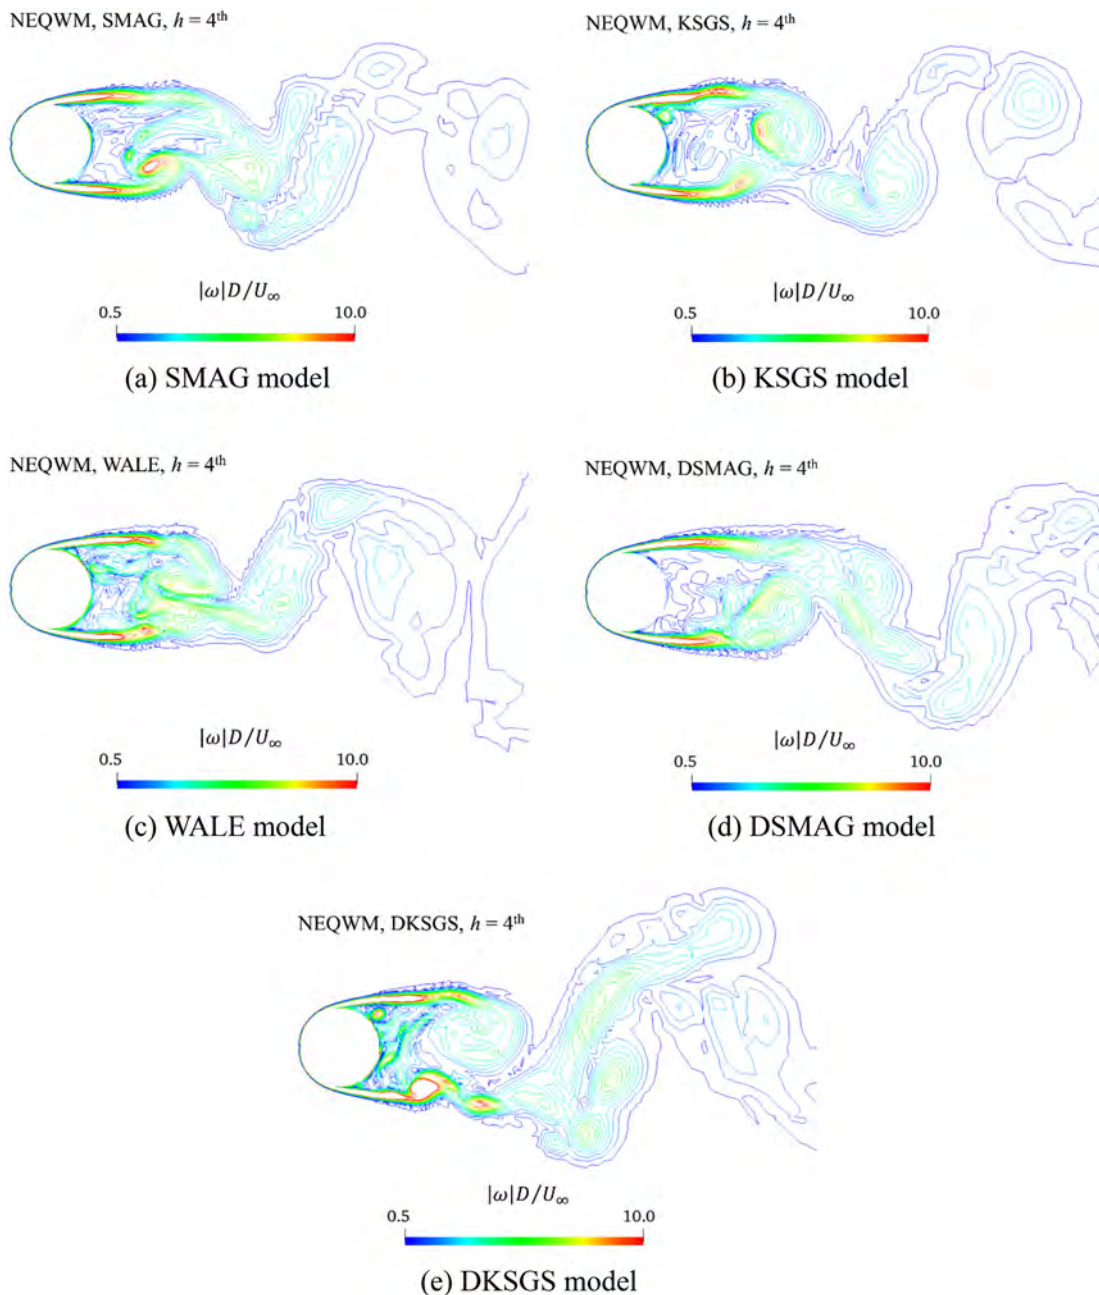 NEQWM, SMAG, h = 4th
|ω|D/U∞
0.5 10.0
(a) SMAG model
NEQWM, KSGS, h = 4th
|ω|D/U∞
0.5 10.0
(b) KSGS model
NEQWM, WALE, h = 4th
|ω|D/U∞
0.5 10.0
(c) WALE model
NEQWM, DSMAG, h = 4th
|ω|D/U∞
0.5 10.0
(d) DSMAG model
NEQWM, DKSGS, h = 4th
|ω|D/U∞
0.5 10.0
(e) DKSGS model